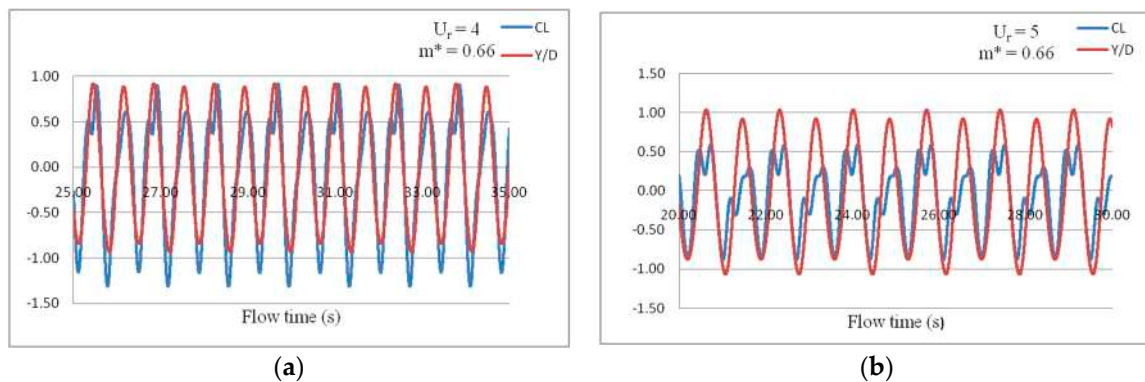 U_r = 4
m* = 0.66
CL
Y/D
1.00
0.50
0.00
-0.50
-1.00
-1.50
25.00 27.00 29.00 31.00 33.00 35.00
Flow time (s)
(a)
U_r = 5
m* = 0.66
CL
Y/D
1.50
1.00
0.50
0.00
-0.50
-1.00
-1.50
20.00 22.00 24.00 26.00 28.00 30.00
Flow time (s)
(b)